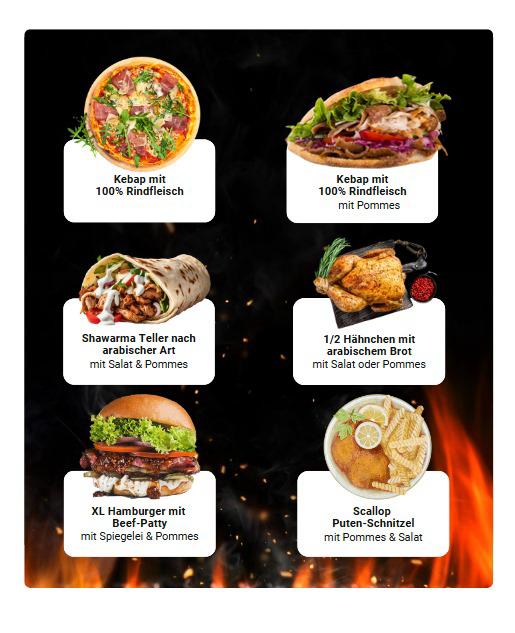 Kebap mit
100% Rindfleisch
Kebap mit
100% Rindfleisch
mit Pommes
Shawarma Teller nach
arabischer Art
mit Salat & Pommes
1/2 Hähnchen mit
arabischem Brot
mit Salat oder Pommes
XL Hamburger mit
Beef-Patty
mit Spiegelei & Pommes
Scallop
Puten-Schnitzel
mit Pommes & Salat